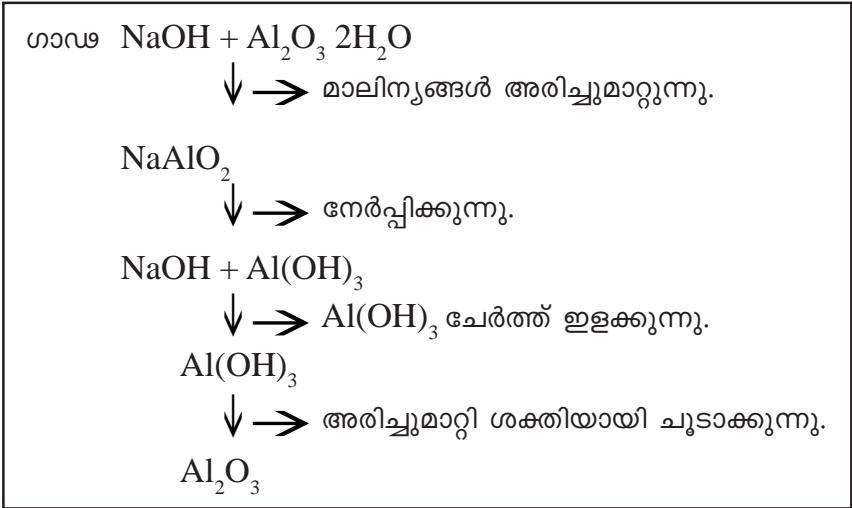 ഗാഢ NaOH + Al₂O₃ 2H₂O
മാലിന്യങ്ങൾ അരിച്ചുമാറ്റുന്നു.
NaAlO₂
നേർപ്പിക്കുന്നു.
NaOH + Al(OH)₃
Al(OH)₃ ചേർത്ത് ഇളക്കുന്നു.
Al(OH)₃
അരിച്ചുമാറ്റി ശക്തിയായി ചൂടാക്കുന്നു.
Al₂O₃